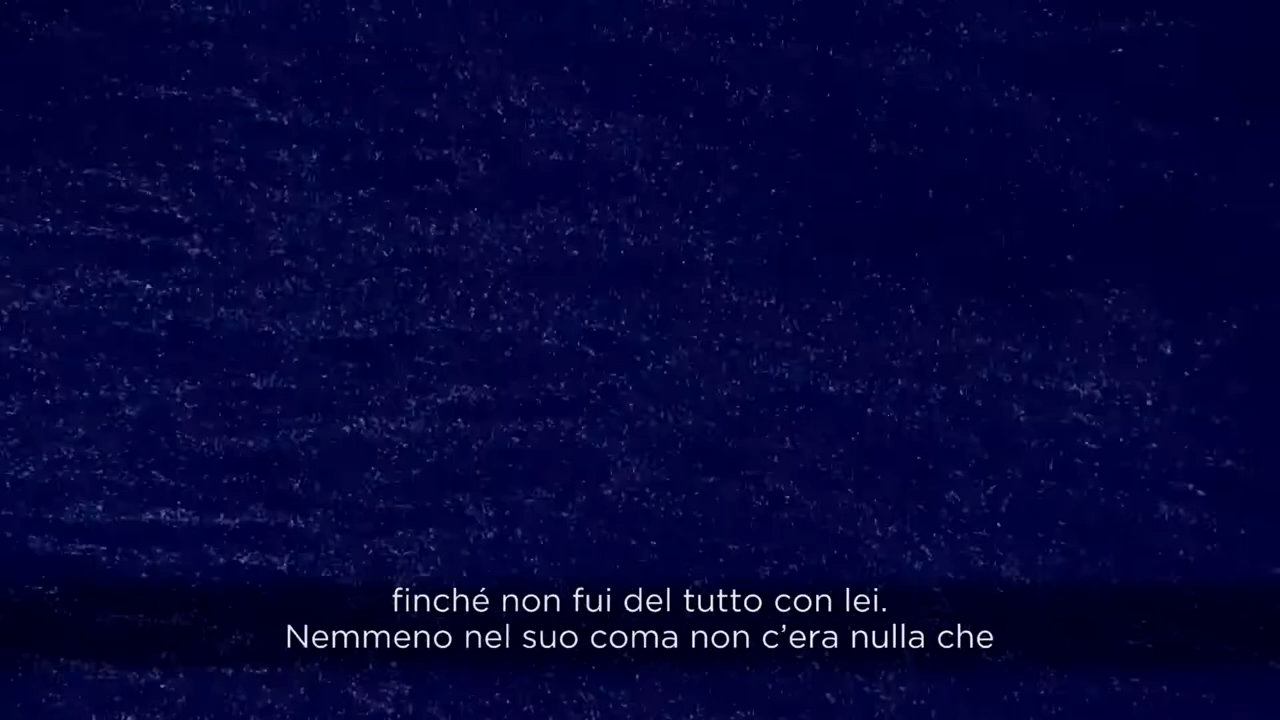 finché non fui del tutto con lei.
Nemmeno nel suo coma non c’era nulla che